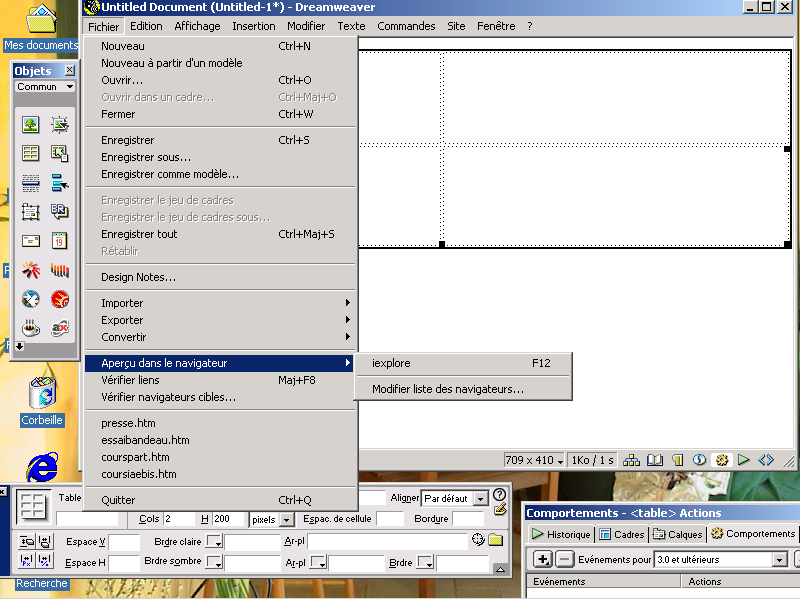 Untitled Document (Untitled-1*) - Dreamweaver
Fichier Edition Affichage Insertion Modifier Texte Commandes Site Fenêtre ?
Mes documents
Objets
Commun
Nouveau Ctrl+N
Nouveau à partir d'un modèle
Ouvrir... Ctrl+O
Ouvrir dans un cadre... Ctrl+Maj+O
Fermer Ctrl+W
Enregistrer Ctrl+S
Enregistrer sous...
Enregistrer comme modèle...
Enregistrer le jeu de cadres
Enregistrer le jeu de cadres sous...
Enregistrer tout Ctrl+Maj+S
Rétablir
Design Notes...
Importer
Exporter
Convertir
Aperçu dans le navigateur
iexplore F12
Vérifier liens Maj+F8
Modifier liste des navigateurs...
Vérifier navigateurs cibles...
presse.htm
essaibandeau.htm
courspart.htm
coursiaebis.htm
Quitter Ctrl+Q
Corbeille
709 x 410 1Ko / 1 s
Table
Aligner Par défaut
Cols 2 H 200 pixels Espac. de cellule Bordure
Espace V Brdre claire Ar-pl
Espace H Brdre sombre Ar-pl Brdre
Recherche
Comportements - <table> Actions
Historique Cadres Calques Comportements
Evénements pour 3.0 et ultérieurs
Evénements Actions